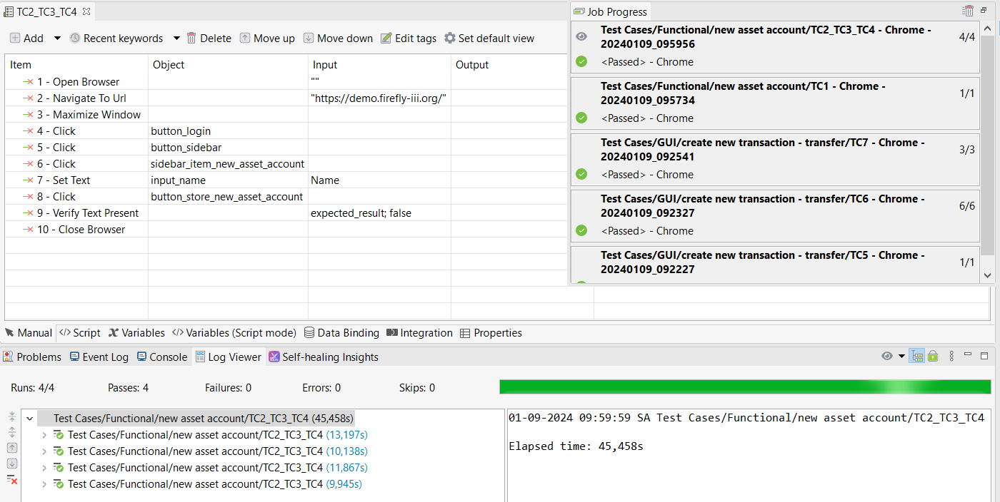 TC2_TC3_TC4
Add Recent keywords Delete Move up Move down Edit tags Set default view
Item Object Input Output
1 - Open Browser ""
2 - Navigate To Url "https://demo.firefly-iii.org/"
3 - Maximize Window
4 - Click button_login
5 - Click button_sidebar
6 - Click sidebar_item_new_asset_account
7 - Set Text input_name Name
8 - Click button_store_new_asset_account
9 - Verify Text Present expected_result; false
10 - Close Browser
Job Progress
Test Cases/Functional/new asset account/TC2_TC3_TC4 - Chrome -
20240109_095956
4/4
<Passed> - Chrome
Test Cases/Functional/new asset account/TC1 - Chrome -
20240109_095734
1/1
<Passed> - Chrome
Test Cases/GUI/create new transaction - transfer/TC7 - Chrome -
20240109_092541
3/3
<Passed> - Chrome
Test Cases/GUI/create new transaction - transfer/TC6 - Chrome -
20240109_092327
6/6
<Passed> - Chrome
Test Cases/GUI/create new transaction - transfer/TC5 - Chrome -
20240109_092227
1/1
Manual Script Variables Variables (Script mode) Data Binding Integration Properties
Problems Event Log Console Log Viewer Self-healing Insights
Runs: 4/4 Passes: 4 Failures: 0 Errors: 0 Skips: 0
Test Cases/Functional/new asset account/TC2_TC3_TC4 (45,458s)
Test Cases/Functional/new asset account/TC2_TC3_TC4 (13,197s)
Test Cases/Functional/new asset account/TC2_TC3_TC4 (10,138s)
Test Cases/Functional/new asset account/TC2_TC3_TC4 (11,867s)
Test Cases/Functional/new asset account/TC2_TC3_TC4 (9,945s)
01-09-2024 09:59:59 SA Test Cases/Functional/new asset account/TC2_TC3_TC4
Elapsed time: 45,458s